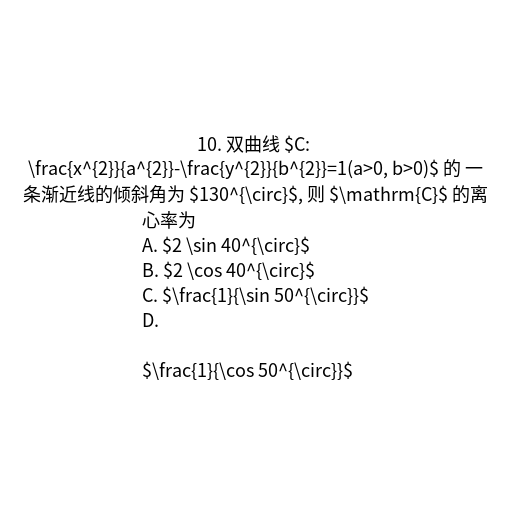 10. 双曲线 $C:
\frac{x^{2}}{a^{2}}-\frac{y^{2}}{b^{2}}=1(a>0, b>0)$ 的 一
条渐近线的倾斜角为 $130^{\circ}$, 则 $\mathrm{C}$ 的离
心率为
A. $2 \sin 40^{\circ}$
B. $2 \cos 40^{\circ}$
C. $\frac{1}{\sin 50^{\circ}}$
D.
$\frac{1}{\cos 50^{\circ}}$